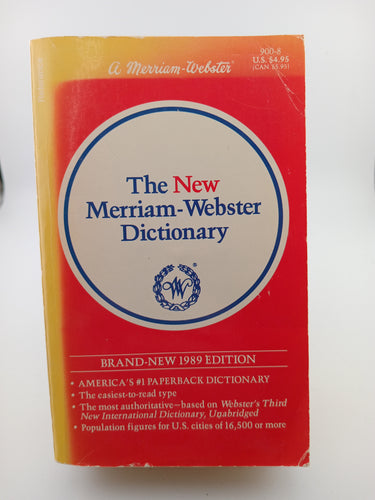 A Merriam-Webster®
900-8
U.S. $4.95
(CAN $5.95)
The New
Merriam-Webster
Dictionary
W
BRAND-NEW 1989 EDITION
• AMERICA'S #1 PAPERBACK DICTIONARY
• The easiest-to-read type
• The most authoritative—based on Webster's Third
New International Dictionary, Unabridged
• Population figures for U.S. cities of 16,500 or more